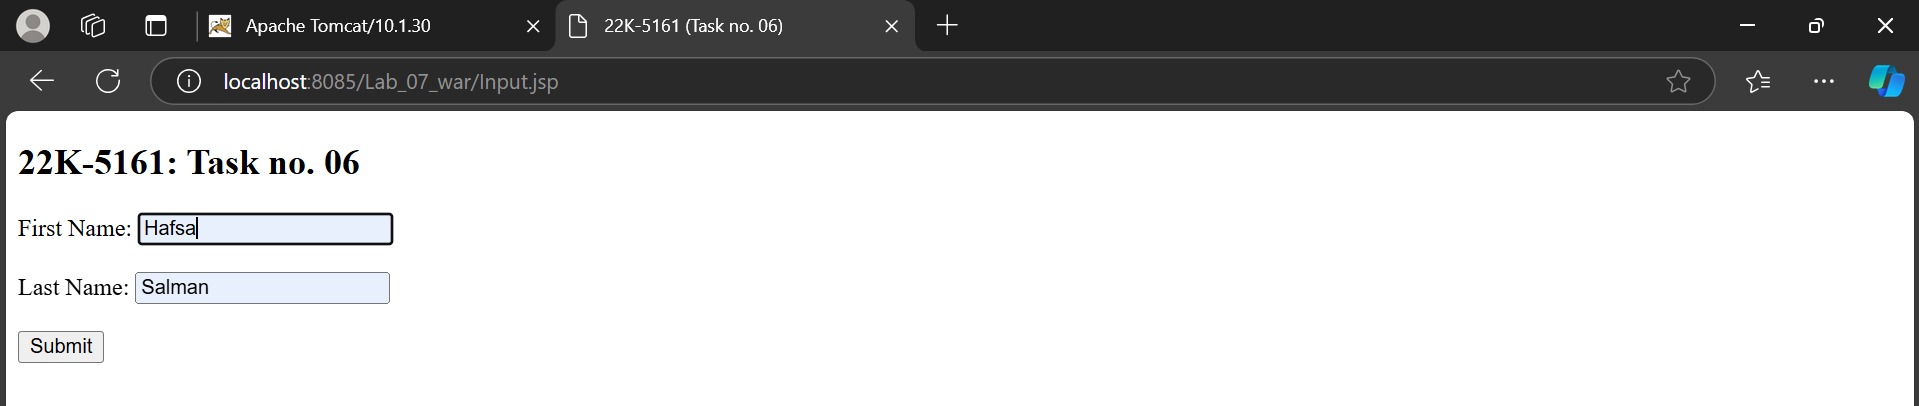 Apache Tomcat/10.1.30
22K-5161 (Task no. 06)
localhost:8085/Lab_07_war/Input.jsp
22K-5161: Task no. 06
First Name: Hafsa
Last Name: Salman
Submit